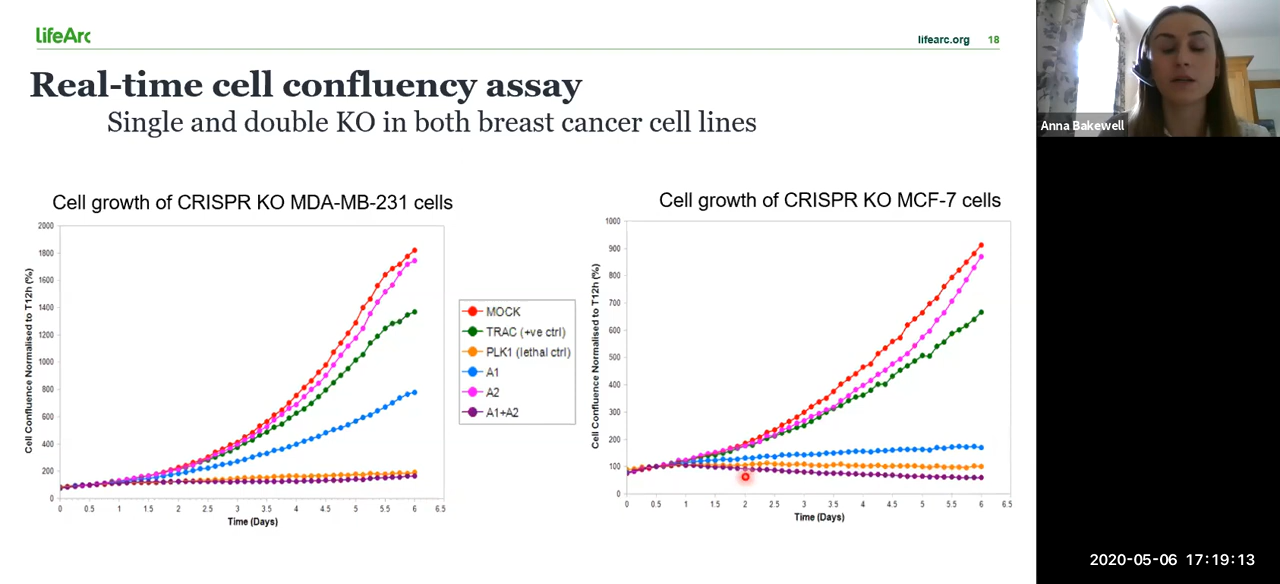 lifeArc
lifearc.org 18
Real-time cell confluency assay
Single and double KO in both breast cancer cell lines
Cell growth of CRISPR KO MDA-MB-231 cells
Cell Confluence Normalised to T12h (%)
2000
1800
1600
1400
1200
1000
800
600
400
200
0
0 0.5 1 1.5 2 2.5 3 3.5 4 4.5 5 5.5 6 6.5
Time (Days)
MOCK
TRAC (+ve ctrl)
PLK1 (lethal ctrl)
A1
A2
A1+A2
Cell growth of CRISPR KO MCF-7 cells
Cell Confluence Normalised to T12h (%)
1000
900
800
700
600
500
400
300
200
100
0
0 0.5 1 1.5 2 2.5 3 3.5 4 4.5 5 5.5 6 6.5
Time (Days)
Anna Bakewell
2020-05-06 17:19:13